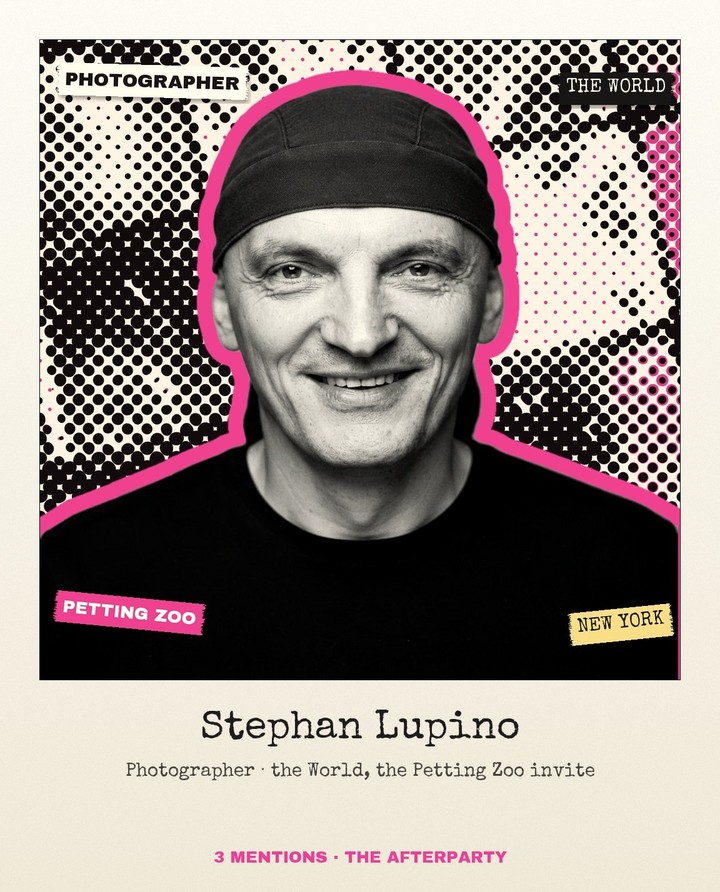 PHOTOGRAPHER
THE WORLD
PETTING ZOO
NEW YORK
Stephan Lupino
Photographer · the World, the Petting Zoo invite
3 MENTIONS · THE AFTERPARTY